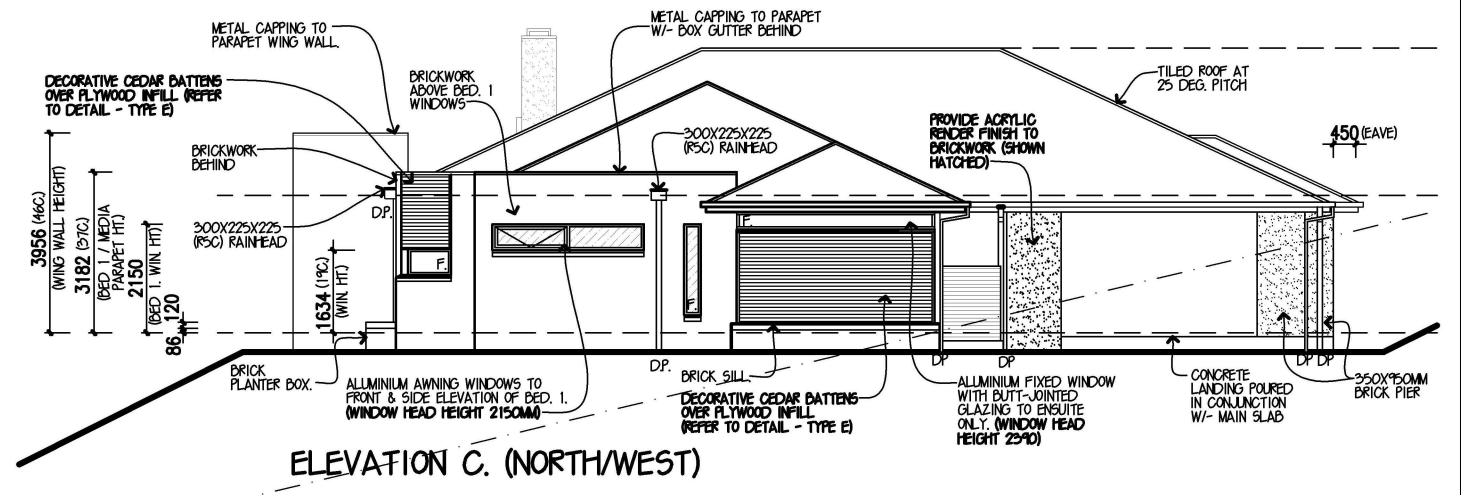 METAL CAPPING TO
PARAPET WING WALL.
METAL CAPPING TO PARAPET
W/- BOX GUTTER BEHIND
DECORATIVE CEDAR BATTENS
OVER PLYWOOD INFILL (REFER
TO DETAIL - TYPE E)
BRICKWORK
ABOVE BED. 1
WINDOWS
TILED ROOF AT
25 DEG. PITCH
300X225X225
(RSC) RAINHEAD
PROVIDE ACRYLIC
RENDER FINISH TO
BRICKWORK (SHOWN
HATCHED)
450 (EAVE)
BRICKWORK
BEHIND
D.P.
300X225X225
(RSC) RAINHEAD
3956 (46C)
(WING WALL HEIGHT)
3182 (37C)
(BED 1 / MEDIA
PARAPET HT.)
2150
(BED 1. WIN. HT)
120
86
1634 (19C)
(WIN. HT.)
F.
F.
F.
BRICK
PLANTER BOX.
D.P.
DP
DP
DP
DP
ALUMINIUM AWNING WINDOWS TO
FRONT & SIDE ELEVATION OF BED. 1.
(WINDOW HEAD HEIGHT 2150MM)
BRICK SILL.
DECORATIVE CEDAR BATTENS
OVER PLYWOOD INFILL
(REFER TO DETAIL - TYPE E)
ALUMINIUM FIXED WINDOW
WITH BUTT-JOINTED
GLAZING TO ENSUITE
ONLY. (WINDOW HEAD
HEIGHT 2390)
CONCRETE
LANDING POURED
IN CONJUNCTION
W/- MAIN SLAB
350X950MM
BRICK PIER
ELEVATION C. (NORTH/WEST)